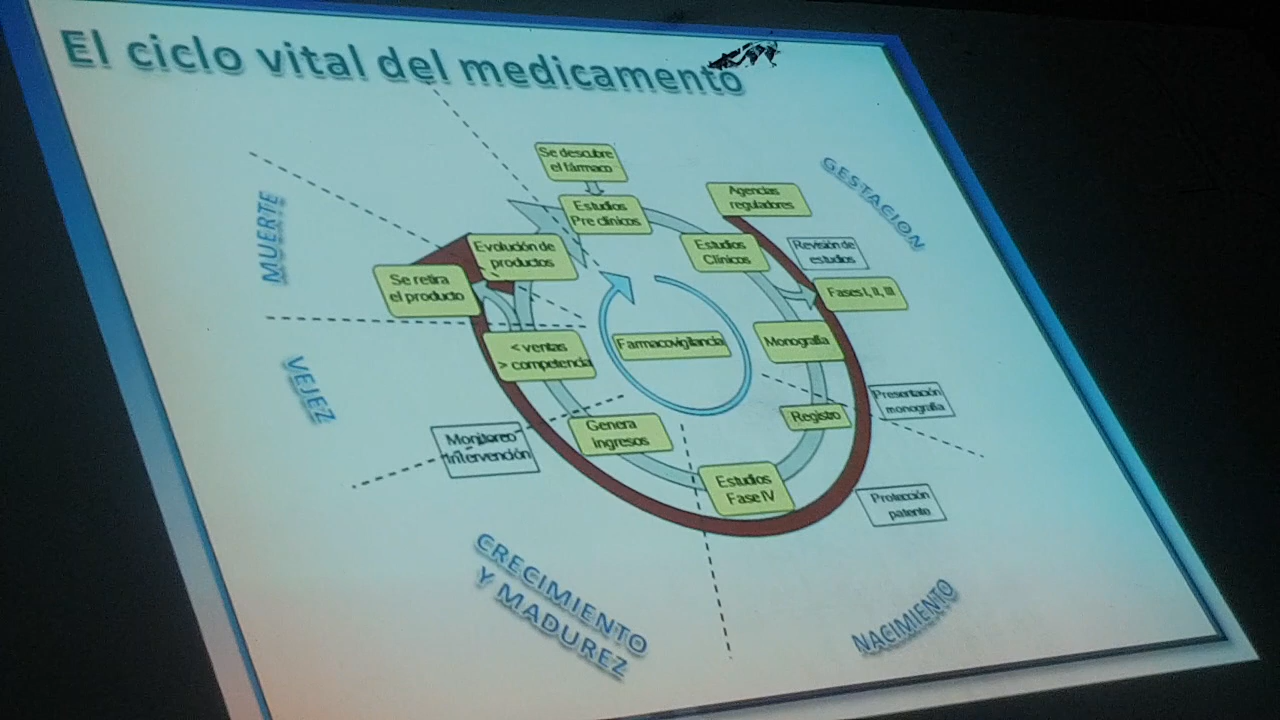 El ciclo vital del medicamento
Se descubre
el fármaco
Estudios
Pre clínicos
Agencias
reguladores
GESTACION
Estudios
Clínicos
Revisión de
estudios
Fases I, II, III
Monografía
Presentación
monografía
Registro
Protección
patente
NACIMIENTO
Estudios
Fase IV
CRECIMIENTO
Y MADUREZ
Genera
ingresos
Monitoreo
Intervención
VEJEZ
< ventas
> competencia
MUERTE
Se retira
el producto
Evolución de
productos
Farmacovigilancia